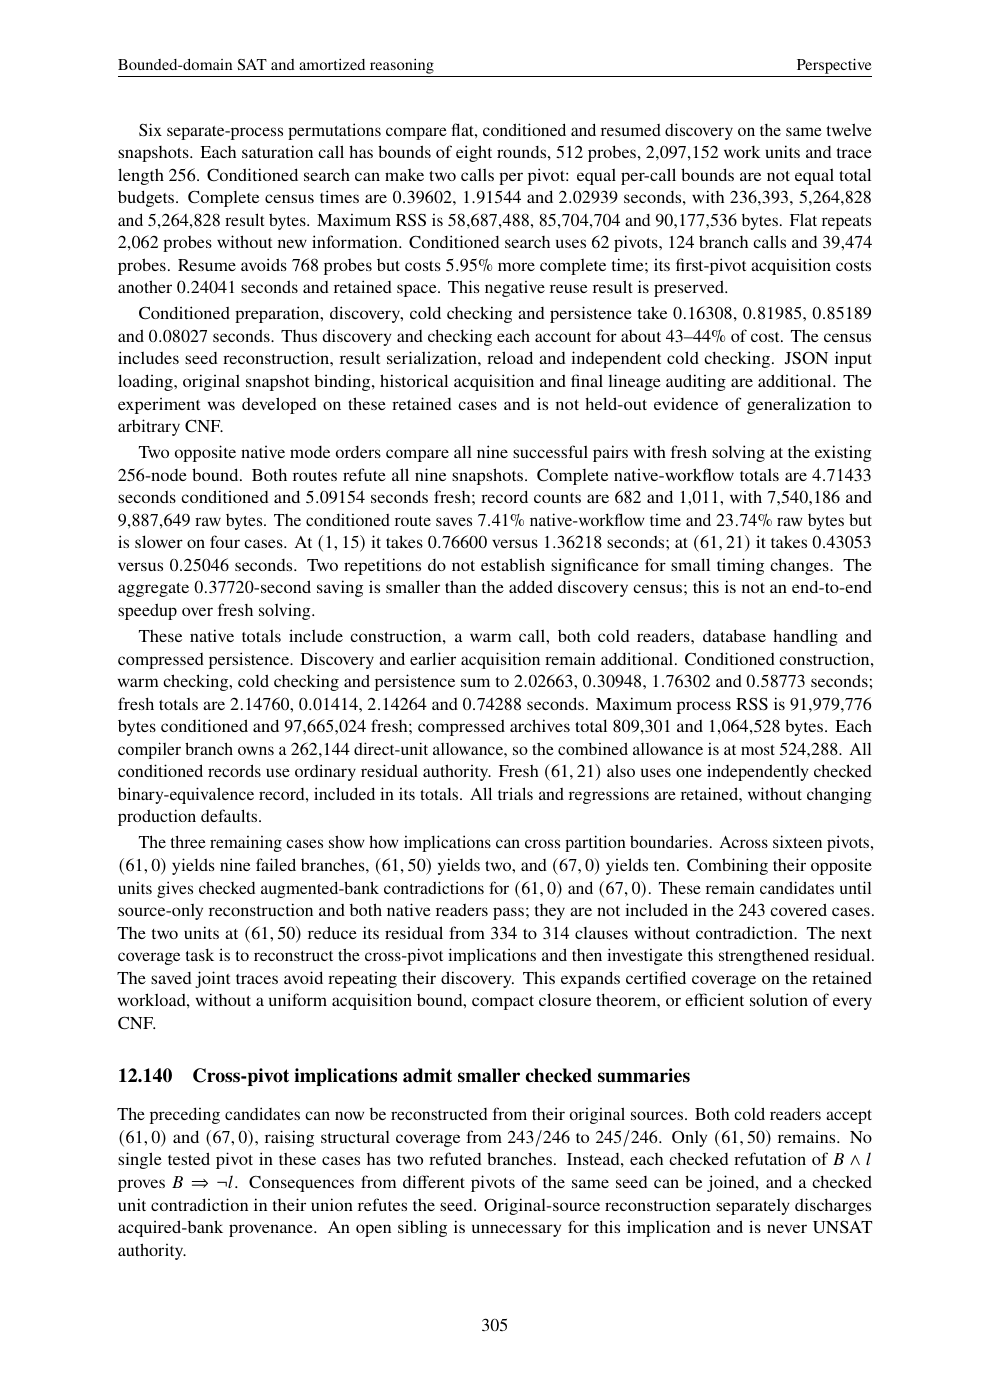 Bounded-domain SAT and amortized reasoning Perspective
Six separate-process permutations compare flat, conditioned and resumed discovery on the same twelve
snapshots. Each saturation call has bounds of eight rounds, 512 probes, 2,097,152 work units and trace
length 256. Conditioned search can make two calls per pivot: equal per-call bounds are not equal total
budgets. Complete census times are 0.39602, 1.91544 and 2.02939 seconds, with 236,393, 5,264,828
and 5,264,828 result bytes. Maximum RSS is 58,687,488, 85,704,704 and 90,177,536 bytes. Flat repeats
2,062 probes without new information. Conditioned search uses 62 pivots, 124 branch calls and 39,474
probes. Resume avoids 768 probes but costs 5.95% more complete time; its first-pivot acquisition costs
another 0.24041 seconds and retained space. This negative reuse result is preserved.
Conditioned preparation, discovery, cold checking and persistence take 0.16308, 0.81985, 0.85189
and 0.08027 seconds. Thus discovery and checking each account for about 43–44% of cost. The census
includes seed reconstruction, result serialization, reload and independent cold checking. JSON input
loading, original snapshot binding, historical acquisition and final lineage auditing are additional. The
experiment was developed on these retained cases and is not held-out evidence of generalization to
arbitrary CNF.
Two opposite native mode orders compare all nine successful pairs with fresh solving at the existing
256-node bound. Both routes refute all nine snapshots. Complete native-workflow totals are 4.71433
seconds conditioned and 5.09154 seconds fresh; record counts are 682 and 1,011, with 7,540,186 and
9,887,649 raw bytes. The conditioned route saves 7.41% native-workflow time and 23.74% raw bytes but
is slower on four cases. At (1, 15) it takes 0.76600 versus 1.36218 seconds; at (61, 21) it takes 0.43053
versus 0.25046 seconds. Two repetitions do not establish significance for small timing changes. The
aggregate 0.37720-second saving is smaller than the added discovery census; this is not an end-to-end
speedup over fresh solving.
These native totals include construction, a warm call, both cold readers, database handling and
compressed persistence. Discovery and earlier acquisition remain additional. Conditioned construction,
warm checking, cold checking and persistence sum to 2.02663, 0.30948, 1.76302 and 0.58773 seconds;
fresh totals are 2.14760, 0.01414, 2.14264 and 0.74288 seconds. Maximum process RSS is 91,979,776
bytes conditioned and 97,665,024 fresh; compressed archives total 809,301 and 1,064,528 bytes. Each
compiler branch owns a 262,144 direct-unit allowance, so the combined allowance is at most 524,288. All
conditioned records use ordinary residual authority. Fresh (61, 21) also uses one independently checked
binary-equivalence record, included in its totals. All trials and regressions are retained, without changing
production defaults.
The three remaining cases show how implications can cross partition boundaries. Across sixteen pivots,
(61, 0) yields nine failed branches, (61, 50) yields two, and (67, 0) yields ten. Combining their opposite
units gives checked augmented-bank contradictions for (61, 0) and (67, 0). These remain candidates until
source-only reconstruction and both native readers pass; they are not included in the 243 covered cases.
The two units at (61, 50) reduce its residual from 334 to 314 clauses without contradiction. The next
coverage task is to reconstruct the cross-pivot implications and then investigate this strengthened residual.
The saved joint traces avoid repeating their discovery. This expands certified coverage on the retained
workload, without a uniform acquisition bound, compact closure theorem, or efficient solution of every
CNF.
12.140 Cross-pivot implications admit smaller checked summaries
The preceding candidates can now be reconstructed from their original sources. Both cold readers accept
(61, 0) and (67, 0), raising structural coverage from 243/246 to 245/246. Only (61, 50) remains. No
single tested pivot in these cases has two refuted branches. Instead, each checked refutation of B ∧ l
proves B ⇒ ¬l. Consequences from different pivots of the same seed can be joined, and a checked
unit contradiction in their union refutes the seed. Original-source reconstruction separately discharges
acquired-bank provenance. An open sibling is unnecessary for this implication and is never UNSAT
authority.
305